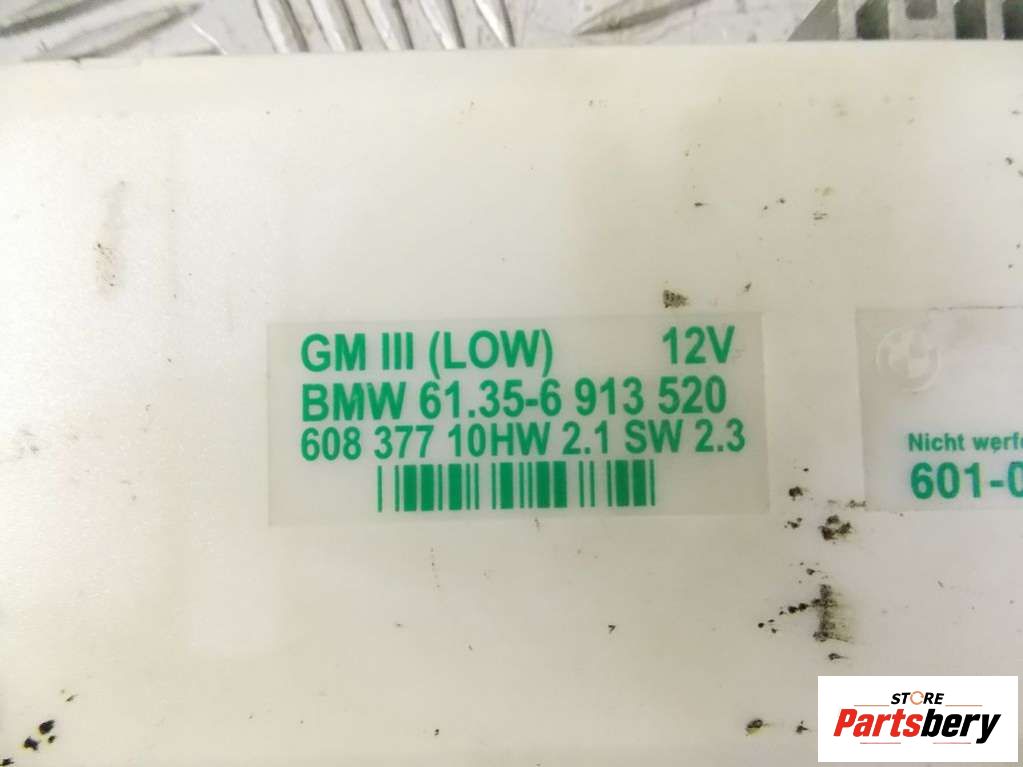 GM III (LOW) 12V
BMW 61.35-6 913 520
608 377 10HW 2.1 SW 2.3
Nicht
601-0
STORE
Partsbery